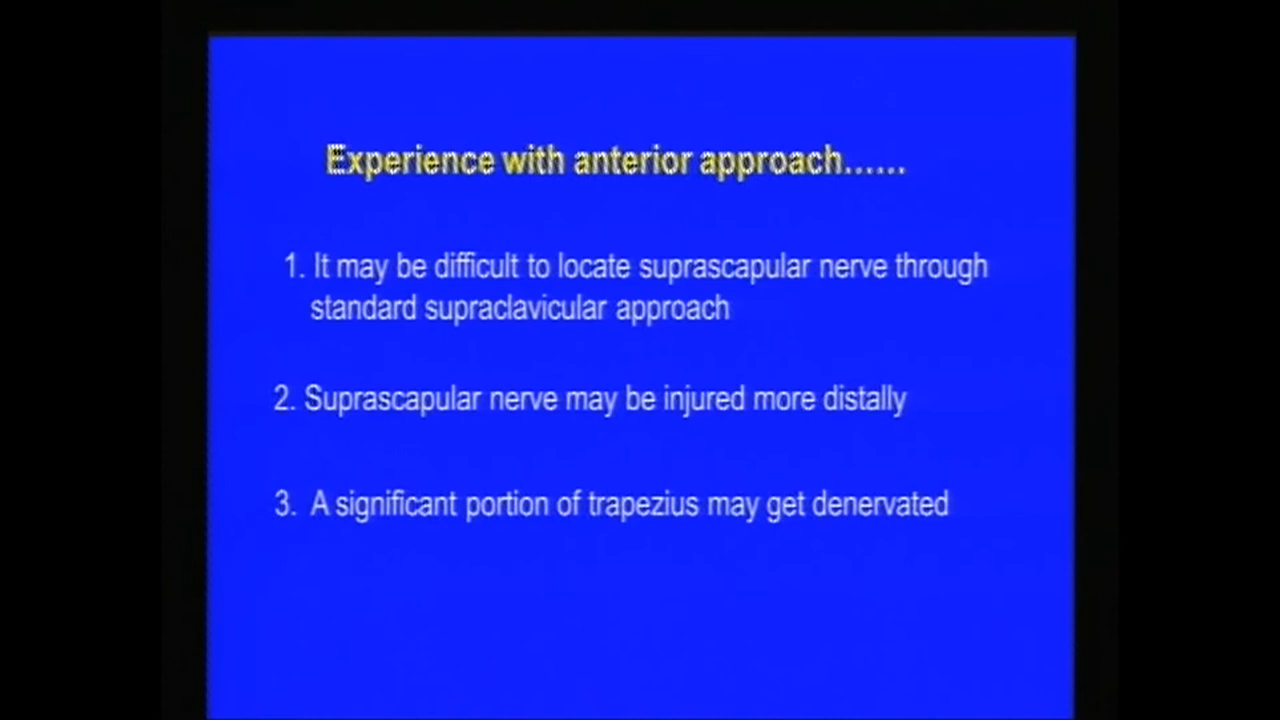 Experience with anterior approach......
1. It may be difficult to locate suprascapular nerve through
standard supraclavicular approach
2. Suprascapular nerve may be injured more distally
3. A significant portion of trapezius may get denervated